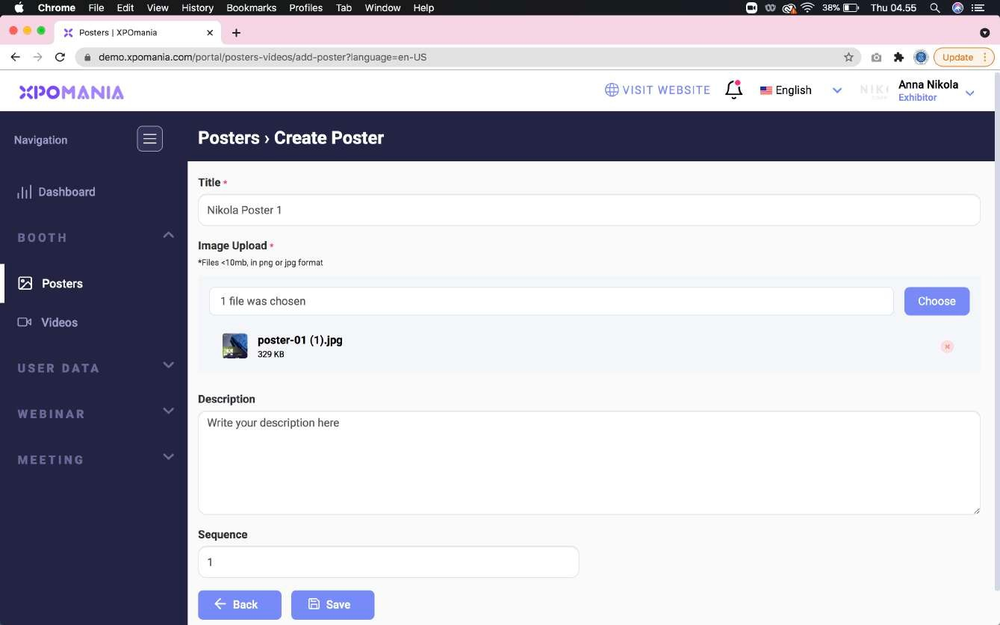 Chrome File Edit View History Bookmarks Profiles Tab Window Help 38% Thu 04.55
Posters | XPOmania
demo.xpomania.com/portal/posters-videos/add-poster?language=en-US Update
XPOMANIA
VISIT WEBSITE
English
Anna Nikola
Exhibitor
Navigation
Posters › Create Poster
Dashboard
BOOTH
Posters
Videos
USER DATA
WEBINAR
MEETING
Title *
Nikola Poster 1
Image Upload *
*Files <10mb, in png or jpg format
1 file was chosen
Choose
poster-01 (1).jpg
329 KB
Description
Write your description here
Sequence
1
Back
Save